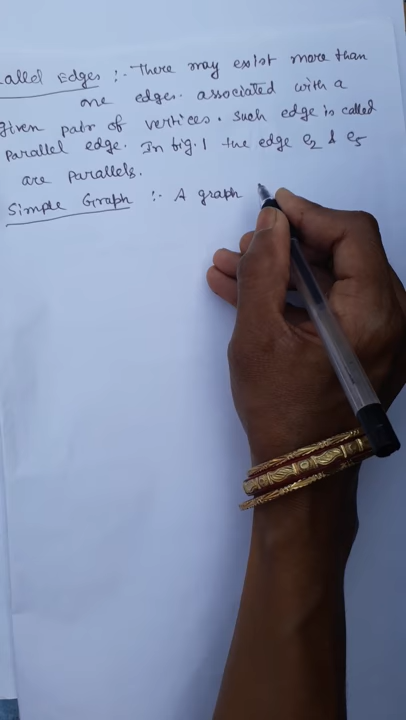 allel Edges :- There may exist more than
one edges. associated with a
given pair of vertices. Such edge is called
Parallel edge. In fig. 1 the edge e2 & e5
are parallels.
Simple Graph :- A graph